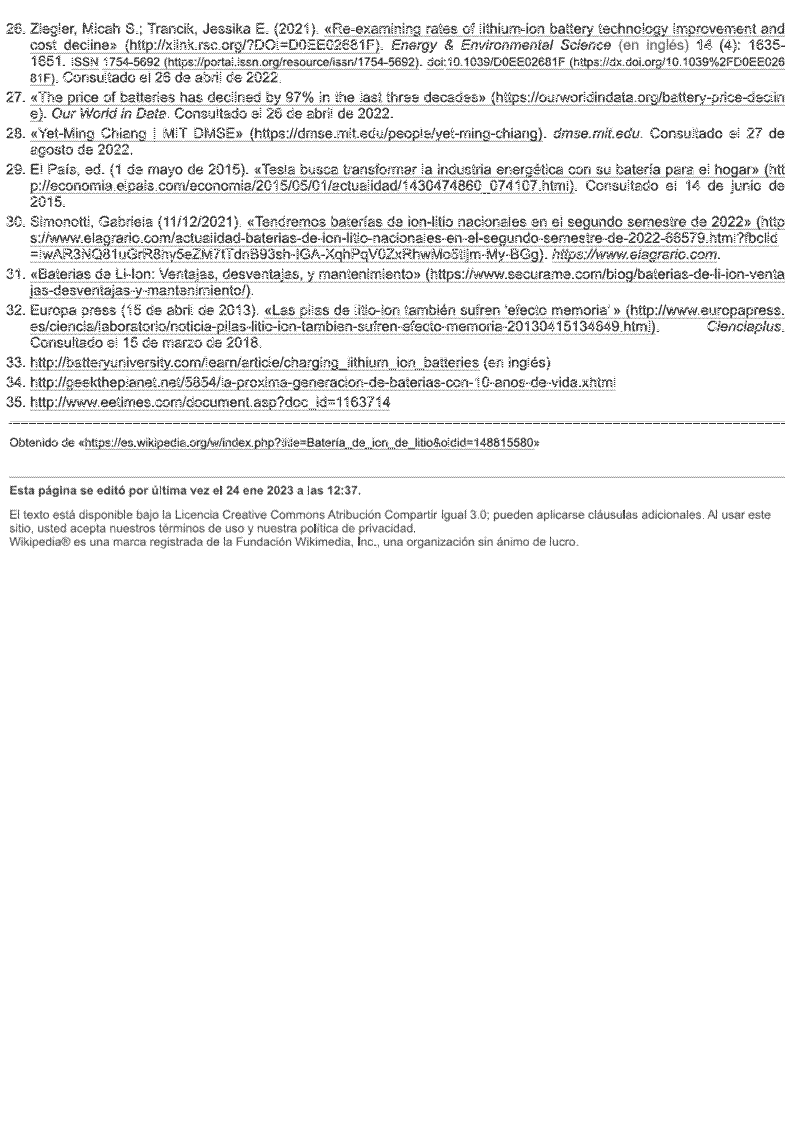 26. Ziegler, Micah S.; Trancik, Jessika E. (2021). «Re-examining rates of lithium-ion battery technology improvement and
cost decline» (http://xlink.rsc.org/?DOI=D0EE02681F). Energy & Environmental Science (en inglés) 14 (4): 1635-
1651. ISSN 1754-5692 (https://portal.issn.org/resource/issn/1754-5692). doi:10.1039/D0EE02681F (https://dx.doi.org/10.1039%2FD0EE026
81F). Consultado el 26 de abril de 2022.
27. «The price of batteries has declined by 97% in the last three decades» (https://ourworldindata.org/battery-price-declin
e). Our World in Data. Consultado el 26 de abril de 2022.
28. «Yet-Ming Chiang | MIT DMSE» (https://dmse.mit.edu/people/yet-ming-chiang). dmse.mit.edu. Consultado el 27 de
agosto de 2022.
29. El País, ed. (1 de mayo de 2015). «Tesla busca transformar la industria energética con su batería para el hogar» (htt
p://economia.elpais.com/economia/2015/05/01/actualidad/1430474860_074107.html). Consultado el 14 de junio de
2015.
30. Simonotti, Gabriela (11/12/2021). «Tendremos baterías de ion-litio nacionales en el segundo semestre de 2022» (http
s://www.elagrario.com/actualidad-baterias-de-ion-litio-nacionales-en-el-segundo-semestre-de-2022-66579.html?fbclid
=IwAR3NQ81uGrR8hy5eZM7tTdnB93sh-IGA-XqhPqV0ZxRhwMo5tIjm-My-BGg). https://www.elagrario.com.
31. «Baterias de Li-Ion: Ventajas, desventajas, y mantenimiento» (https://www.securame.com/blog/baterias-de-li-ion-venta
jas-desventajas-y-mantenimiento/).
32. Europa press (15 de abril de 2013). «Las pilas de litio-ion también sufren ‘efecto memoria’ » (http://www.europapress.
es/ciencia/laboratorio/noticia-pilas-litio-ion-tambien-sufren-efecto-memoria-20130415134649.html). Cienciaplus.
Consultado el 15 de marzo de 2018.
33. http://batteryuniversity.com/learn/article/charging_lithium_ion_batteries (en inglés)
34. http://geektheplanet.net/5854/la-proxima-generacion-de-baterias-con-10-anos-de-vida.xhtml
35. http://www.eetimes.com/document.asp?doc_id=1163714
Obtenido de «https://es.wikipedia.org/w/index.php?title=Batería_de_ion_de_litio&oldid=148815580»
Esta página se editó por última vez el 24 ene 2023 a las 12:37.
El texto está disponible bajo la Licencia Creative Commons Atribución Compartir Igual 3.0; pueden aplicarse cláusulas adicionales. Al usar este
sitio, usted acepta nuestros términos de uso y nuestra política de privacidad.
Wikipedia® es una marca registrada de la Fundación Wikimedia, Inc., una organización sin ánimo de lucro.